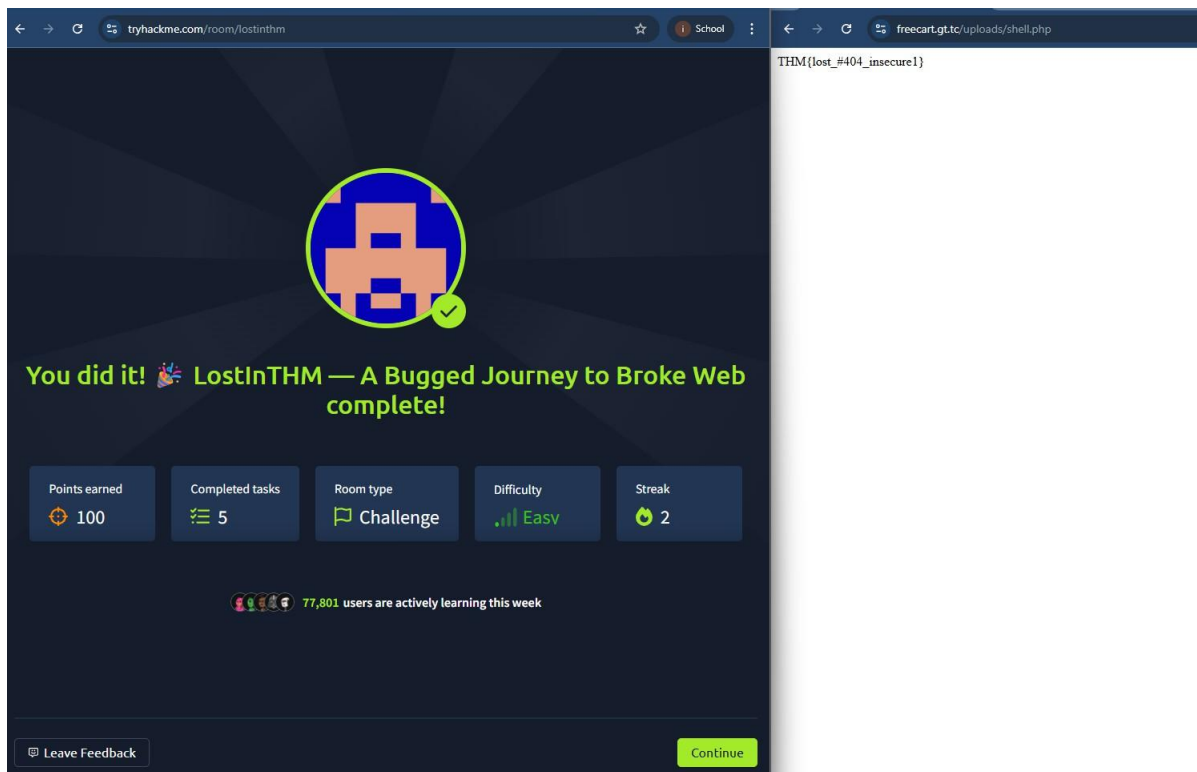 tryhackme.com/room/lostinthm
i School
freecart.gt.tc/uploads/shell.php
THM{lost_#404_insecure1}
You did it! 🎉 LostInTHM — A Bugged Journey to Broke Web
complete!
Points earned
100
Completed tasks
5
Room type
Challenge
Difficulty
Easy
Streak
2
77,801 users are actively learning this week
Leave Feedback
Continue